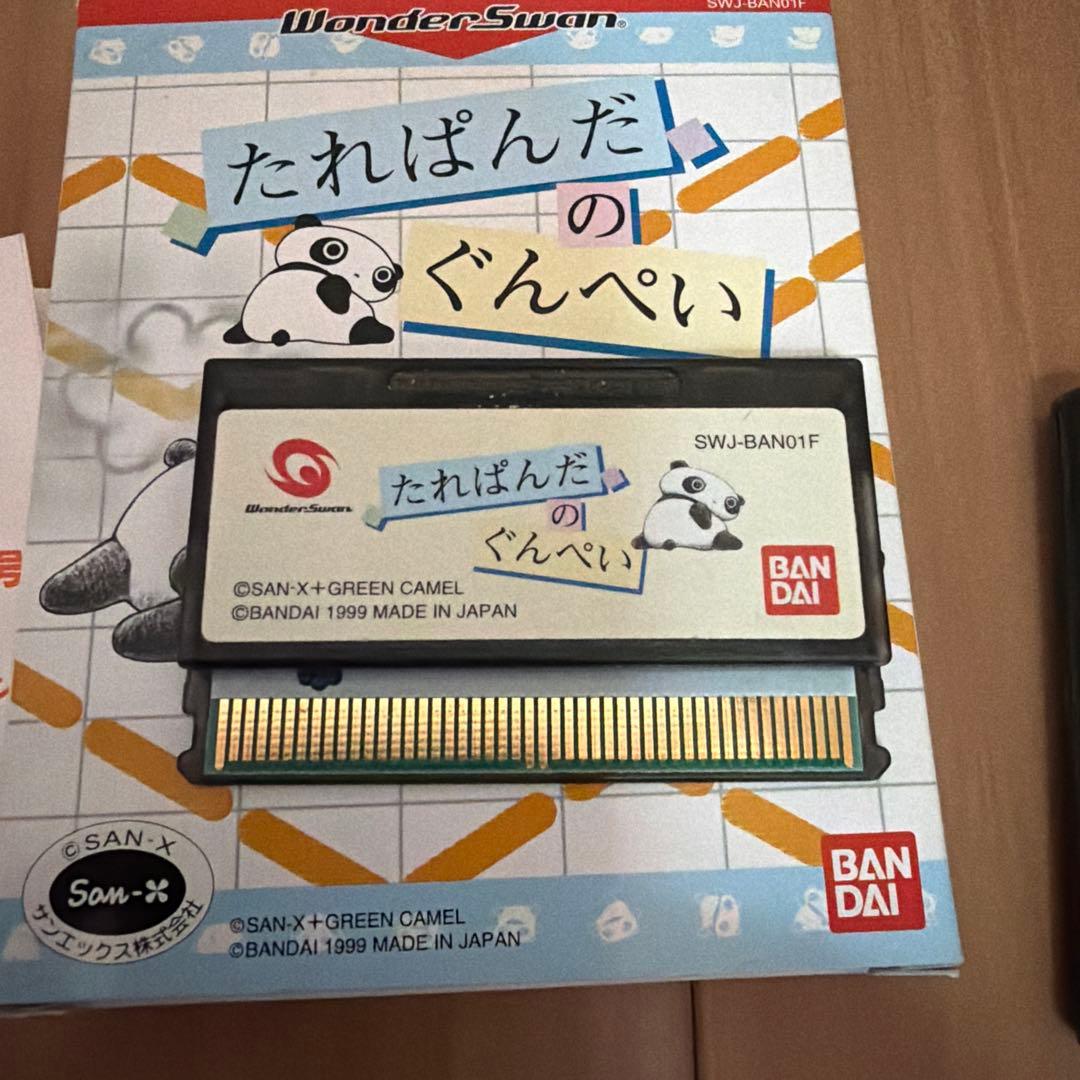 SWJ-BAN01F
WonderSwan®
たれぱんだ
の
ぐんぺい
SWJ-BAN01F
WonderSwan
たれぱんだ
の
ぐんぺい
BAN
DAI
©SAN-X+GREEN CAMEL
©BANDAI 1999 MADE IN JAPAN
©SAN-X
San-X
サンエックス株式会社
©SAN-X+GREEN CAMEL
©BANDAI 1999 MADE IN JAPAN
BAN
DAI